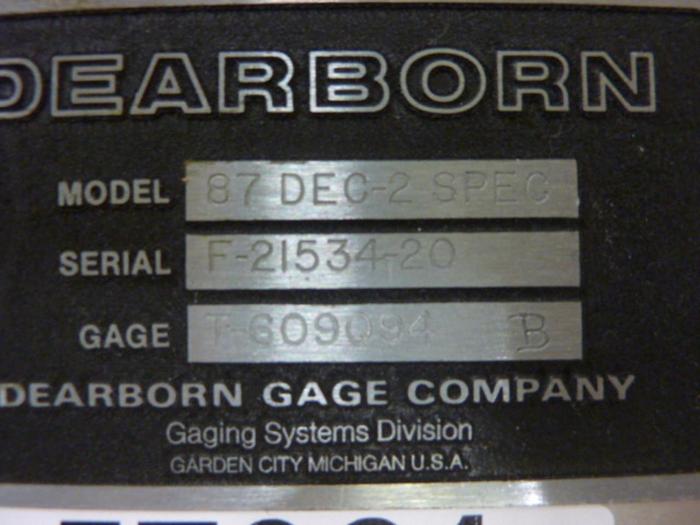 DEARBORN
MODEL 87 DEC-2 SPEC
SERIAL F-21534-20
GAGE T-609094 B
DEARBORN GAGE COMPANY
Gaging Systems Division
GARDEN CITY MICHIGAN U.S.A.